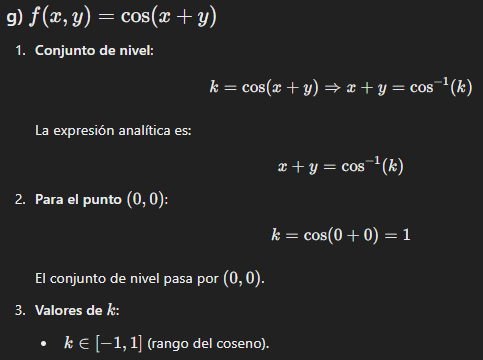 g) f(x, y) = cos(x + y)
1. Conjunto de nivel:
k = cos(x + y) ⇒ x + y = cos⁻¹(k)
La expresión analítica es:
x + y = cos⁻¹(k)
2. Para el punto (0, 0):
k = cos(0 + 0) = 1
El conjunto de nivel pasa por (0, 0).
3. Valores de k:
• k ∈ [−1, 1] (rango del coseno).